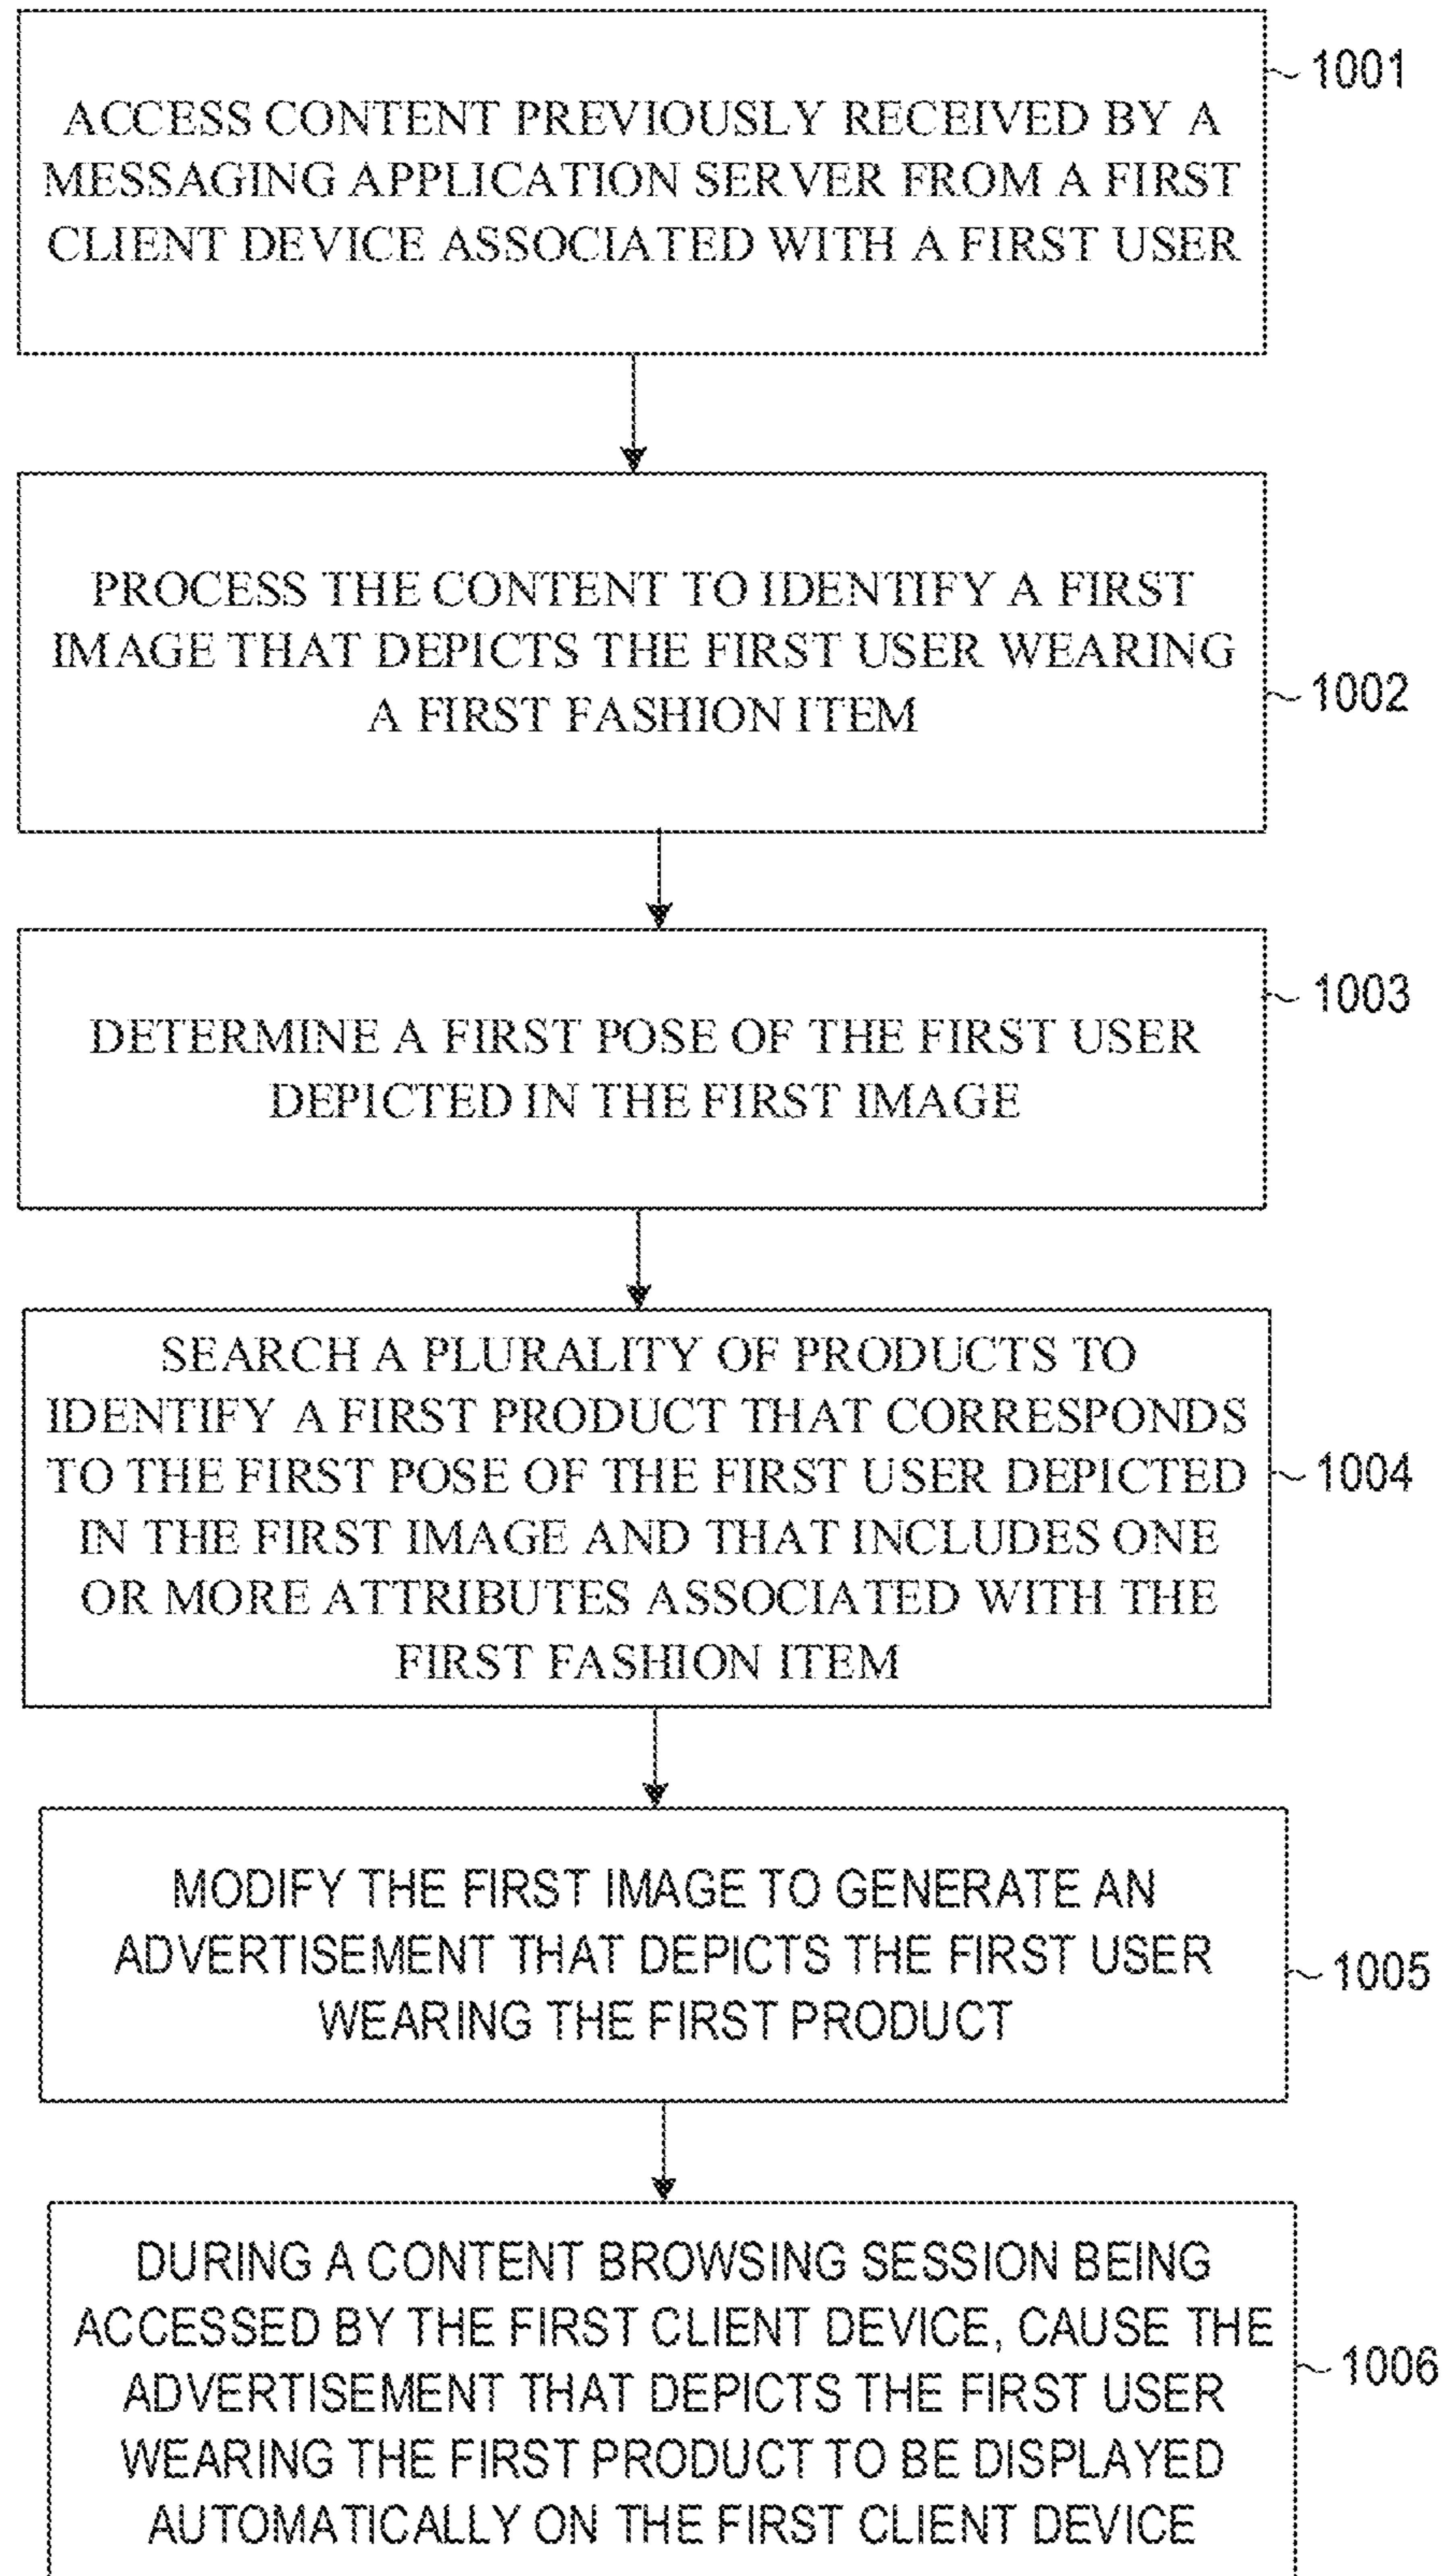 ACCESS CONTENT PREVIOUSLY RECEIVED BY A
MESSAGING APPLICATION SERVER FROM A FIRST
CLIENT DEVICE ASSOCIATED WITH A FIRST USER
1001
PROCESS THE CONTENT TO IDENTIFY A FIRST
IMAGE THAT DEPICTS THE FIRST USER WEARING
A FIRST FASHION ITEM
1002
DETERMINE A FIRST POSE OF THE FIRST USER
DEPICTED IN THE FIRST IMAGE
1003
SEARCH A PLURALITY OF PRODUCTS TO
IDENTIFY A FIRST PRODUCT THAT CORRESPONDS
TO THE FIRST POSE OF THE FIRST USER DEPICTED
IN THE FIRST IMAGE AND THAT INCLUDES ONE
OR MORE ATTRIBUTES ASSOCIATED WITH THE
FIRST FASHION ITEM
1004
MODIFY THE FIRST IMAGE TO GENERATE AN
ADVERTISEMENT THAT DEPICTS THE FIRST USER
WEARING THE FIRST PRODUCT
1005
DURING A CONTENT BROWSING SESSION BEING
ACCESSED BY THE FIRST CLIENT DEVICE, CAUSE THE
ADVERTISEMENT THAT DEPICTS THE FIRST USER
WEARING THE FIRST PRODUCT TO BE DISPLAYED
AUTOMATICALLY ON THE FIRST CLIENT DEVICE
1006